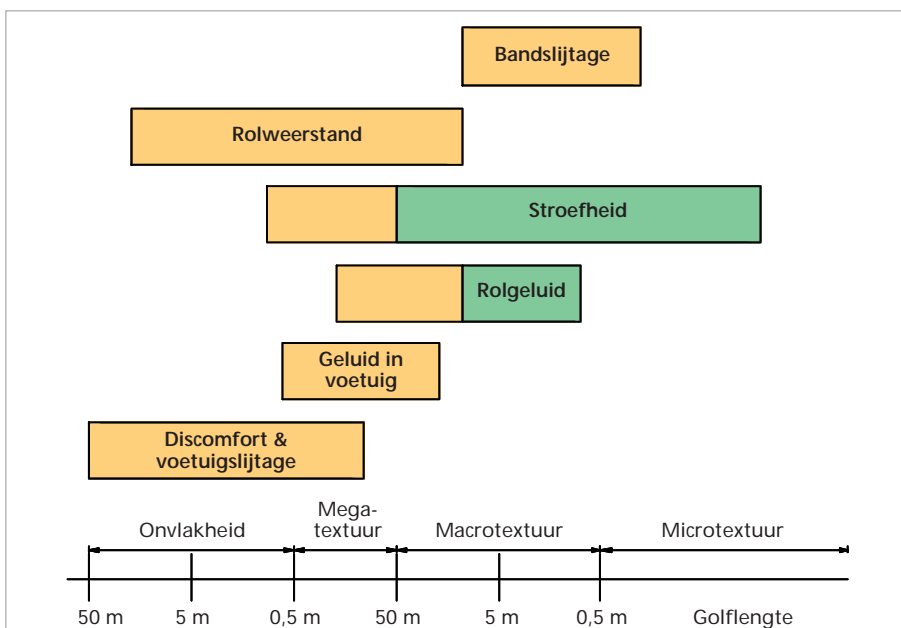 Bandslijtage
Rolweerstand
Stroefheid
Rolgeluid
Geluid in
voetuig
Discomfort &
voetuigslijtage
Onvlakheid
Mega-
textuur
Macrotextuur
Microtextuur
50 m
5 m
0,5 m
50 m
5 m
0,5 m
Golflengte